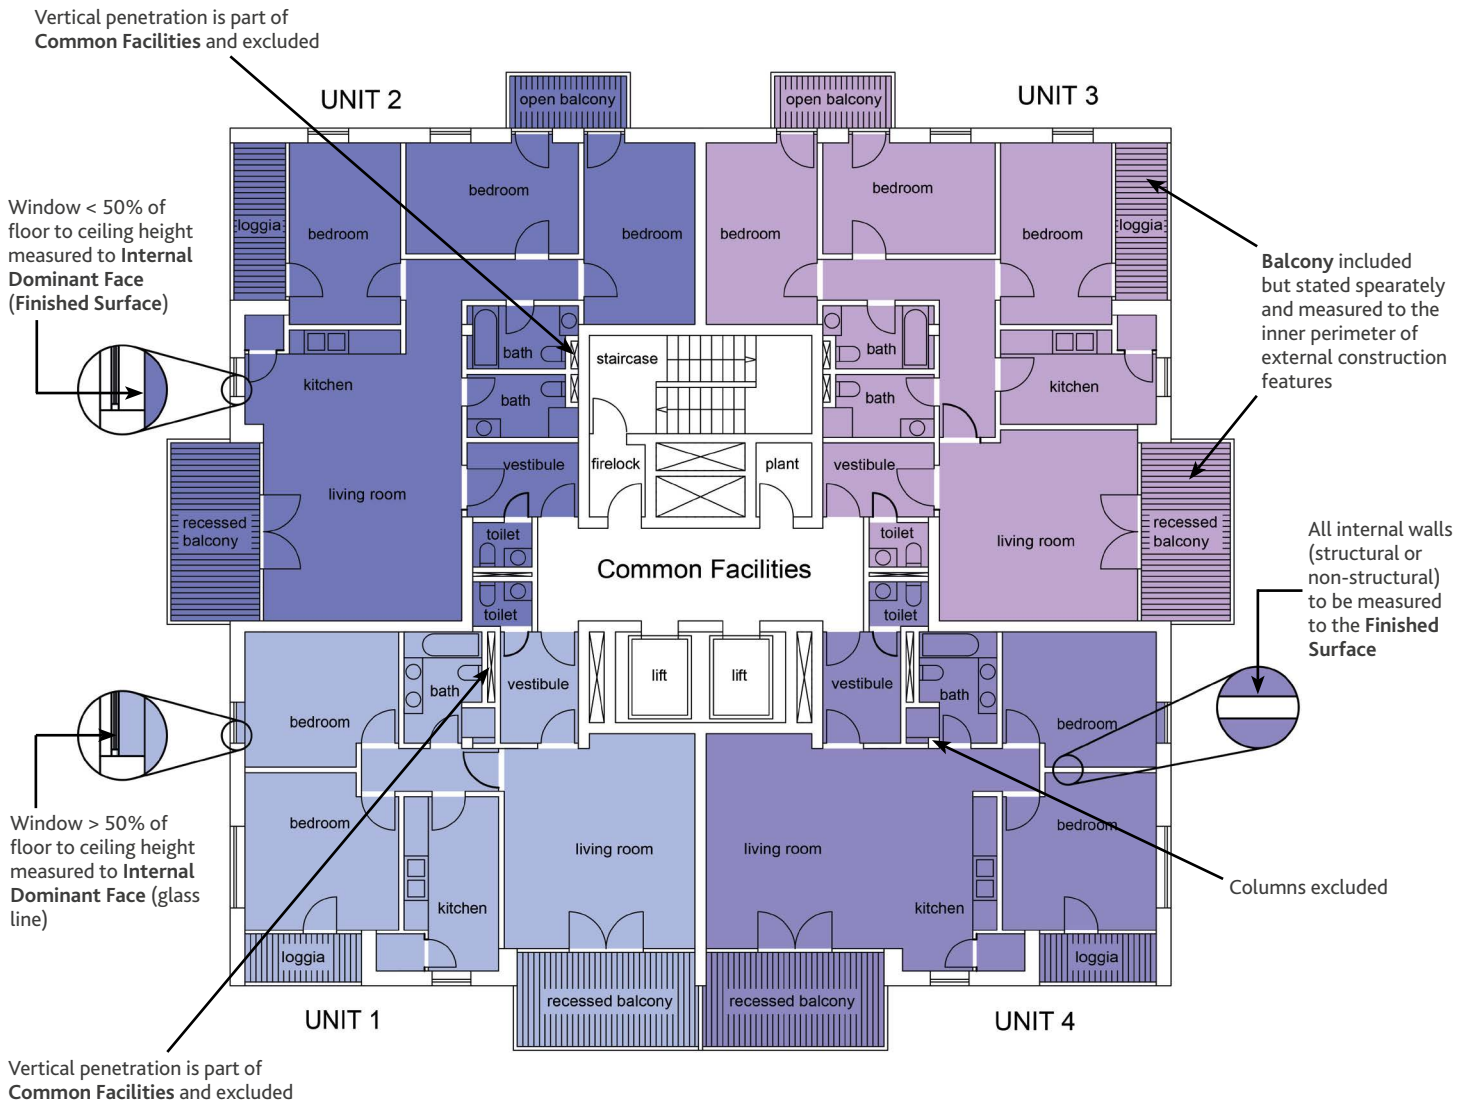 Vertical penetration is part of
Common Facilities and excluded
UNIT 2
UNIT 3
open balcony
open balcony
Window < 50% of
floor to ceiling height
measured to Internal
Dominant Face
(Finished Surface)
loggia
bedroom
bedroom
bedroom
bedroom
bedroom
bedroom
loggia
Balcony included
but stated spearately
and measured to the
inner perimeter of
external construction
features
kitchen
bath
bath
staircase
bath
bath
kitchen
living room
vestibule
firelock
plant
vestibule
living room
recessed
balcony
toilet
toilet
recessed
balcony
Common Facilities
toilet
toilet
All internal walls
(structural or
non-structural)
to be measured
to the Finished
Surface
bedroom
bath
vestibule
lift
lift
vestibule
bath
bedroom
Window > 50% of
floor to ceiling height
measured to Internal
Dominant Face (glass
line)
bedroom
kitchen
living room
living room
kitchen
bedroom
Columns excluded
loggia
recessed balcony
recessed balcony
loggia
UNIT 1
UNIT 4
Vertical penetration is part of
Common Facilities and excluded